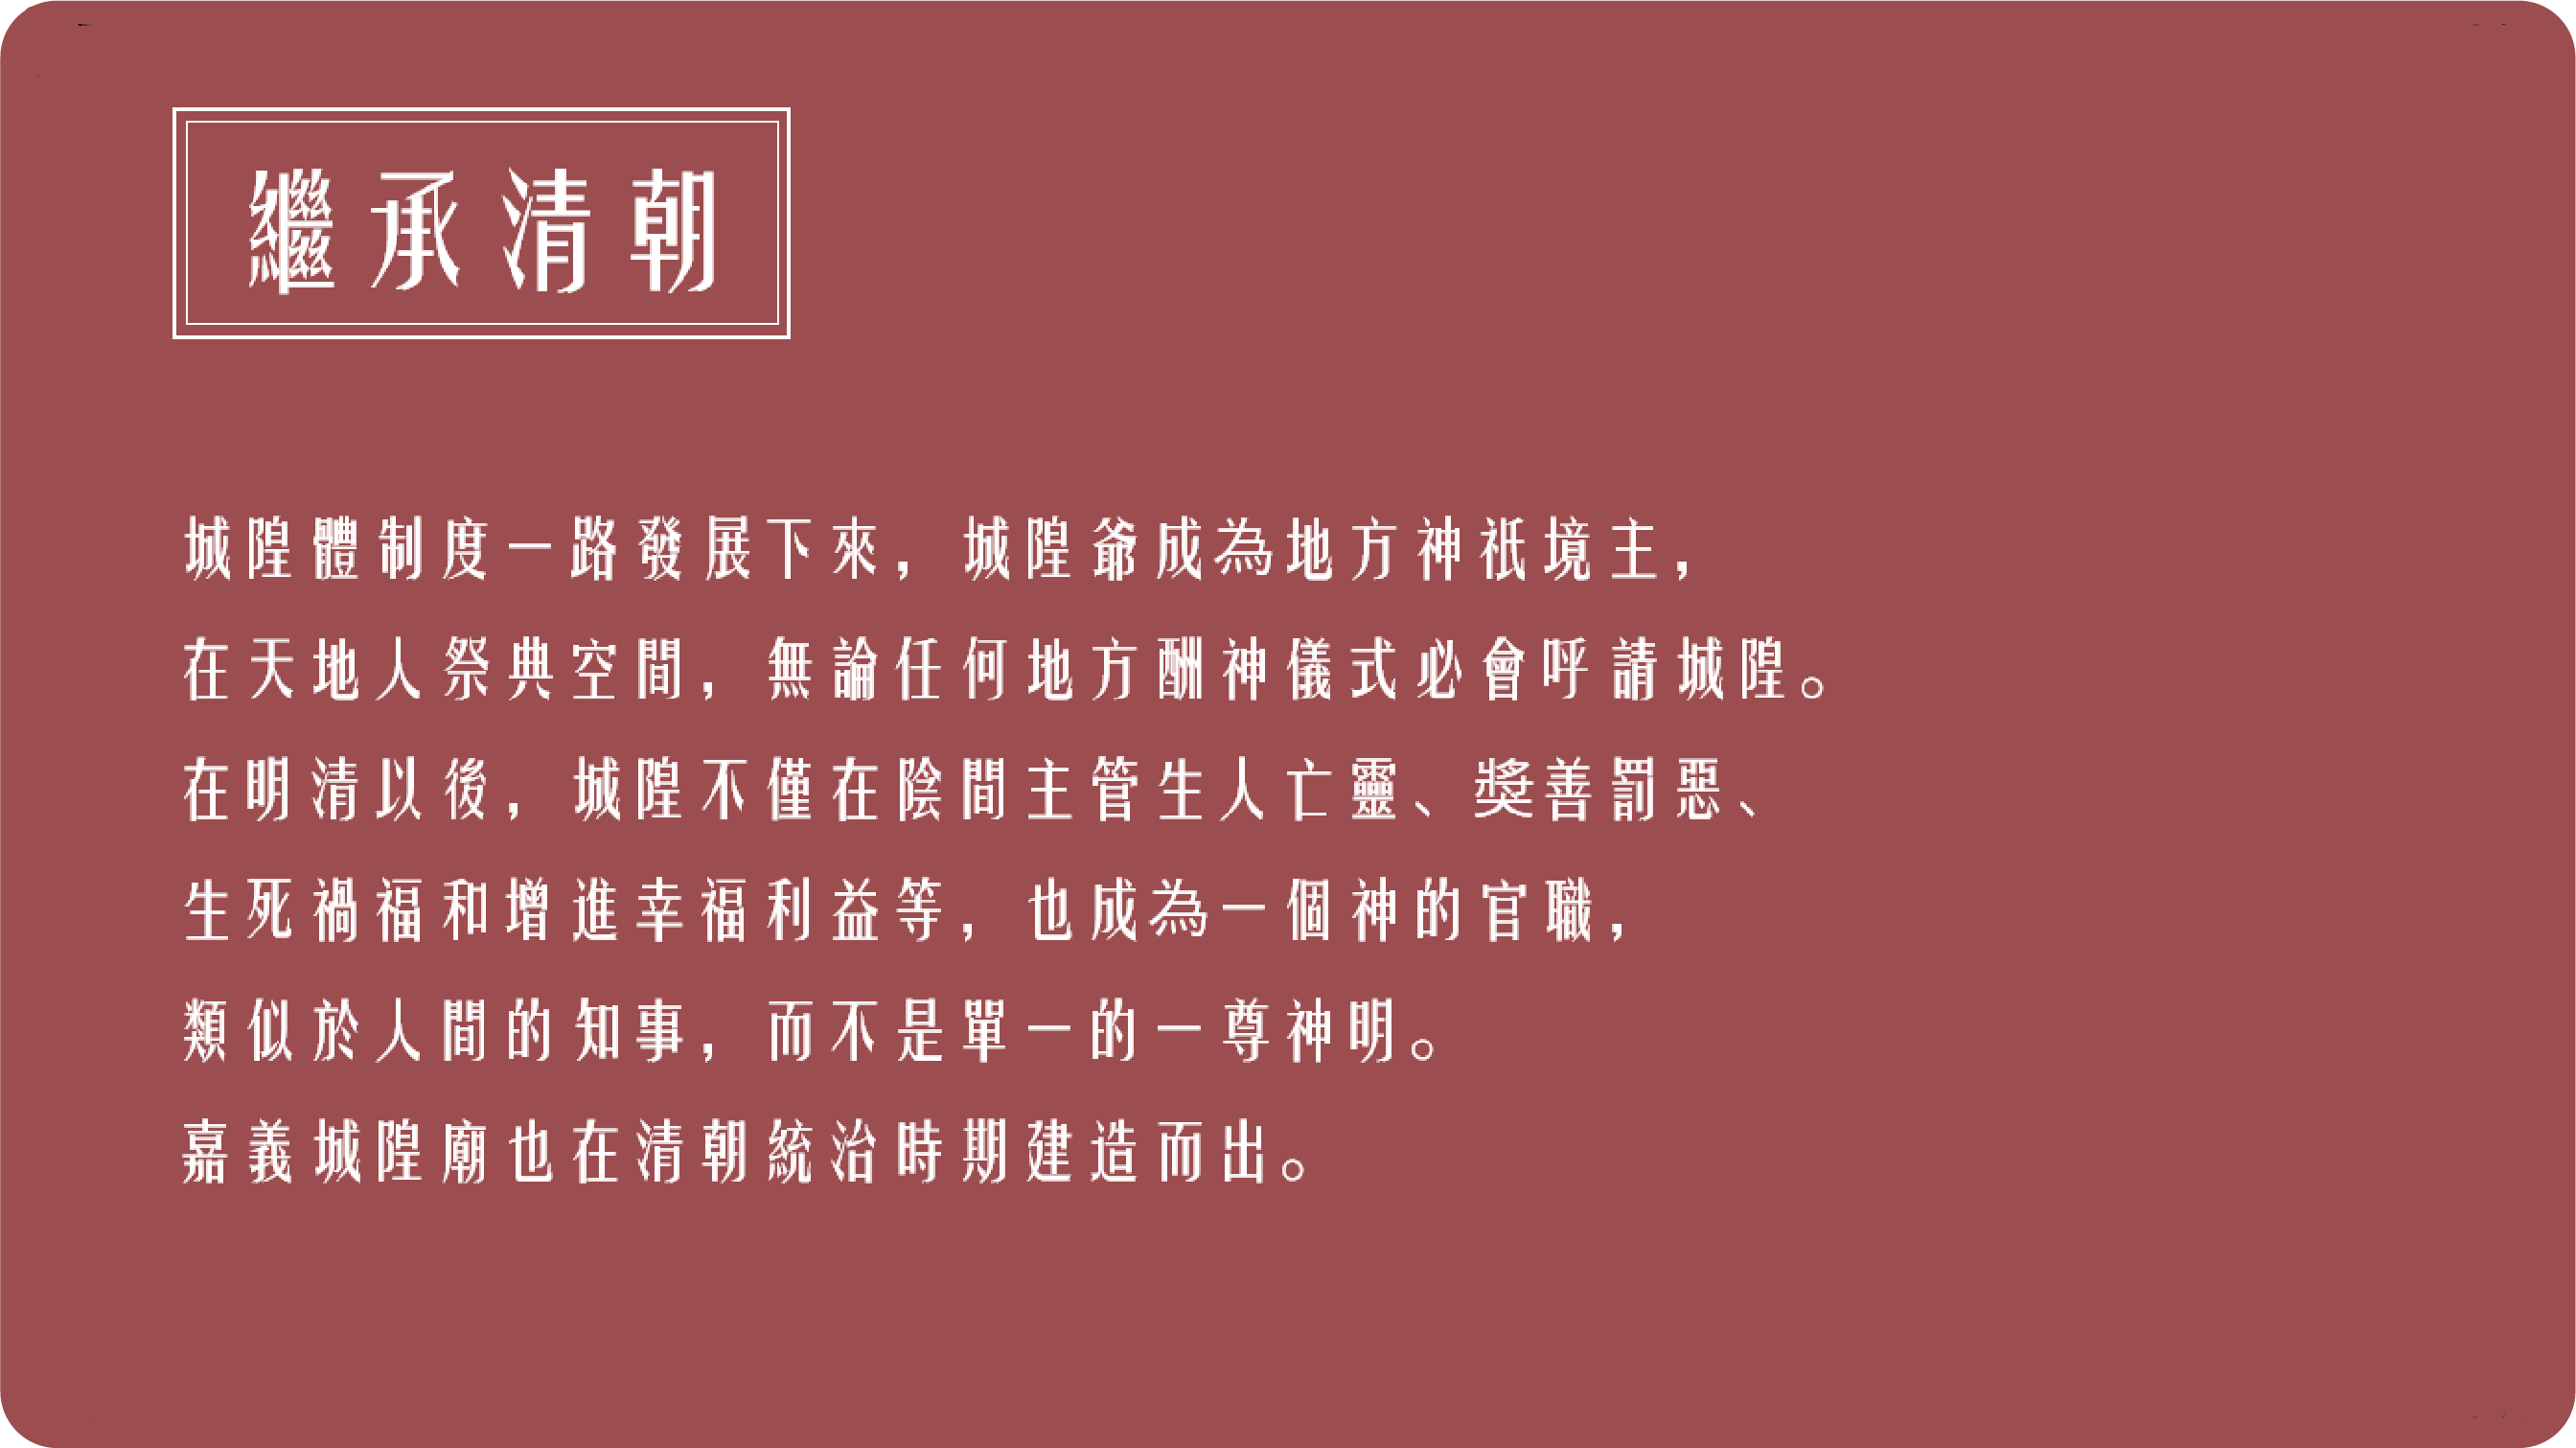 繼承清朝
城隍體制度一路發展下來，城隍爺成為地方神祇境主，
在天地人祭典空間，無論任何地方酬神儀式必會呼請城隍。
在明清以後，城隍不僅在陰間主管生人亡靈、獎善罰惡、
生死禍福和增進幸福利益等，也成為一個神的官職，
類似於人間的知事，而不是單一的一尊神明。
嘉義城隍廟也在清朝統治時期建造而出。